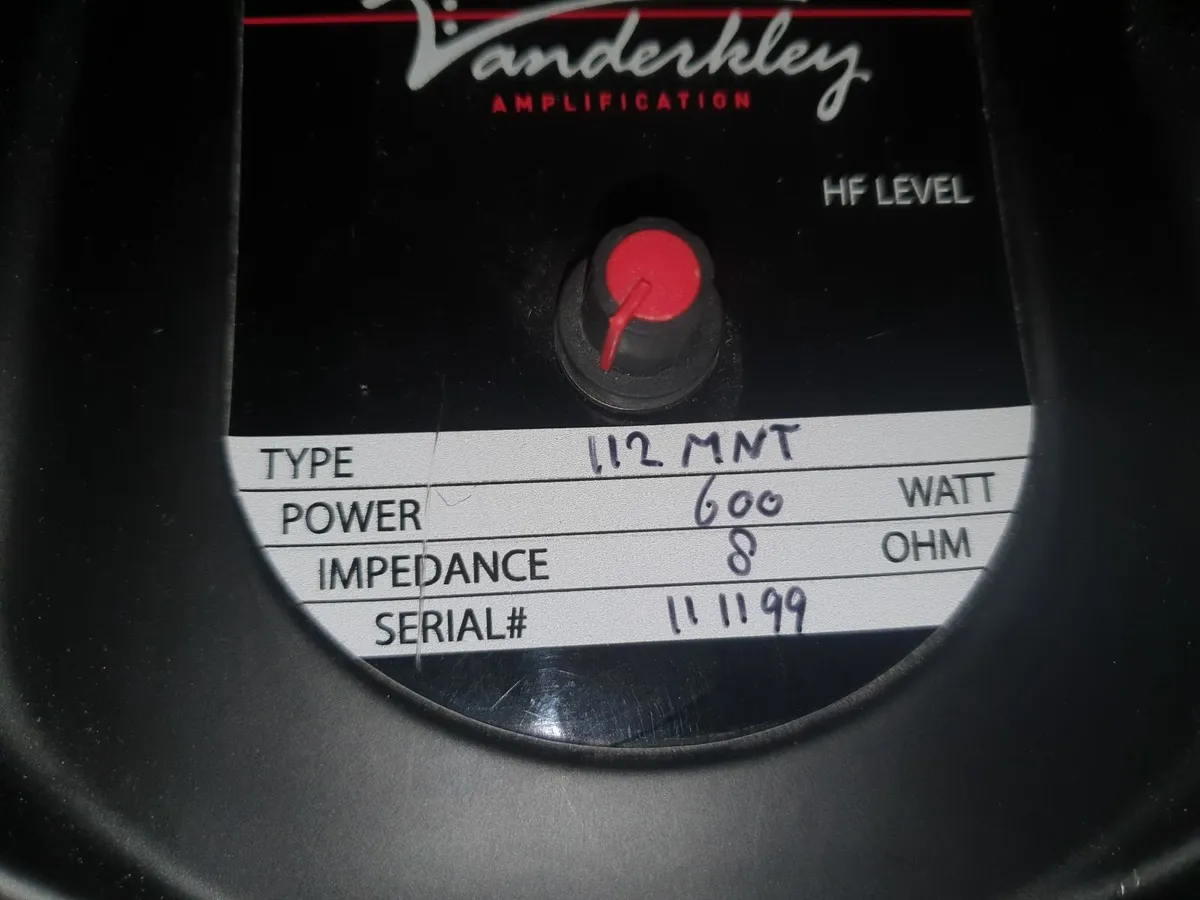 Vanderkley
AMPLIFICATION
HF LEVEL
TYPE 112 MNT
POWER 600 WATT
IMPEDANCE 8 OHM
SERIAL# 111199